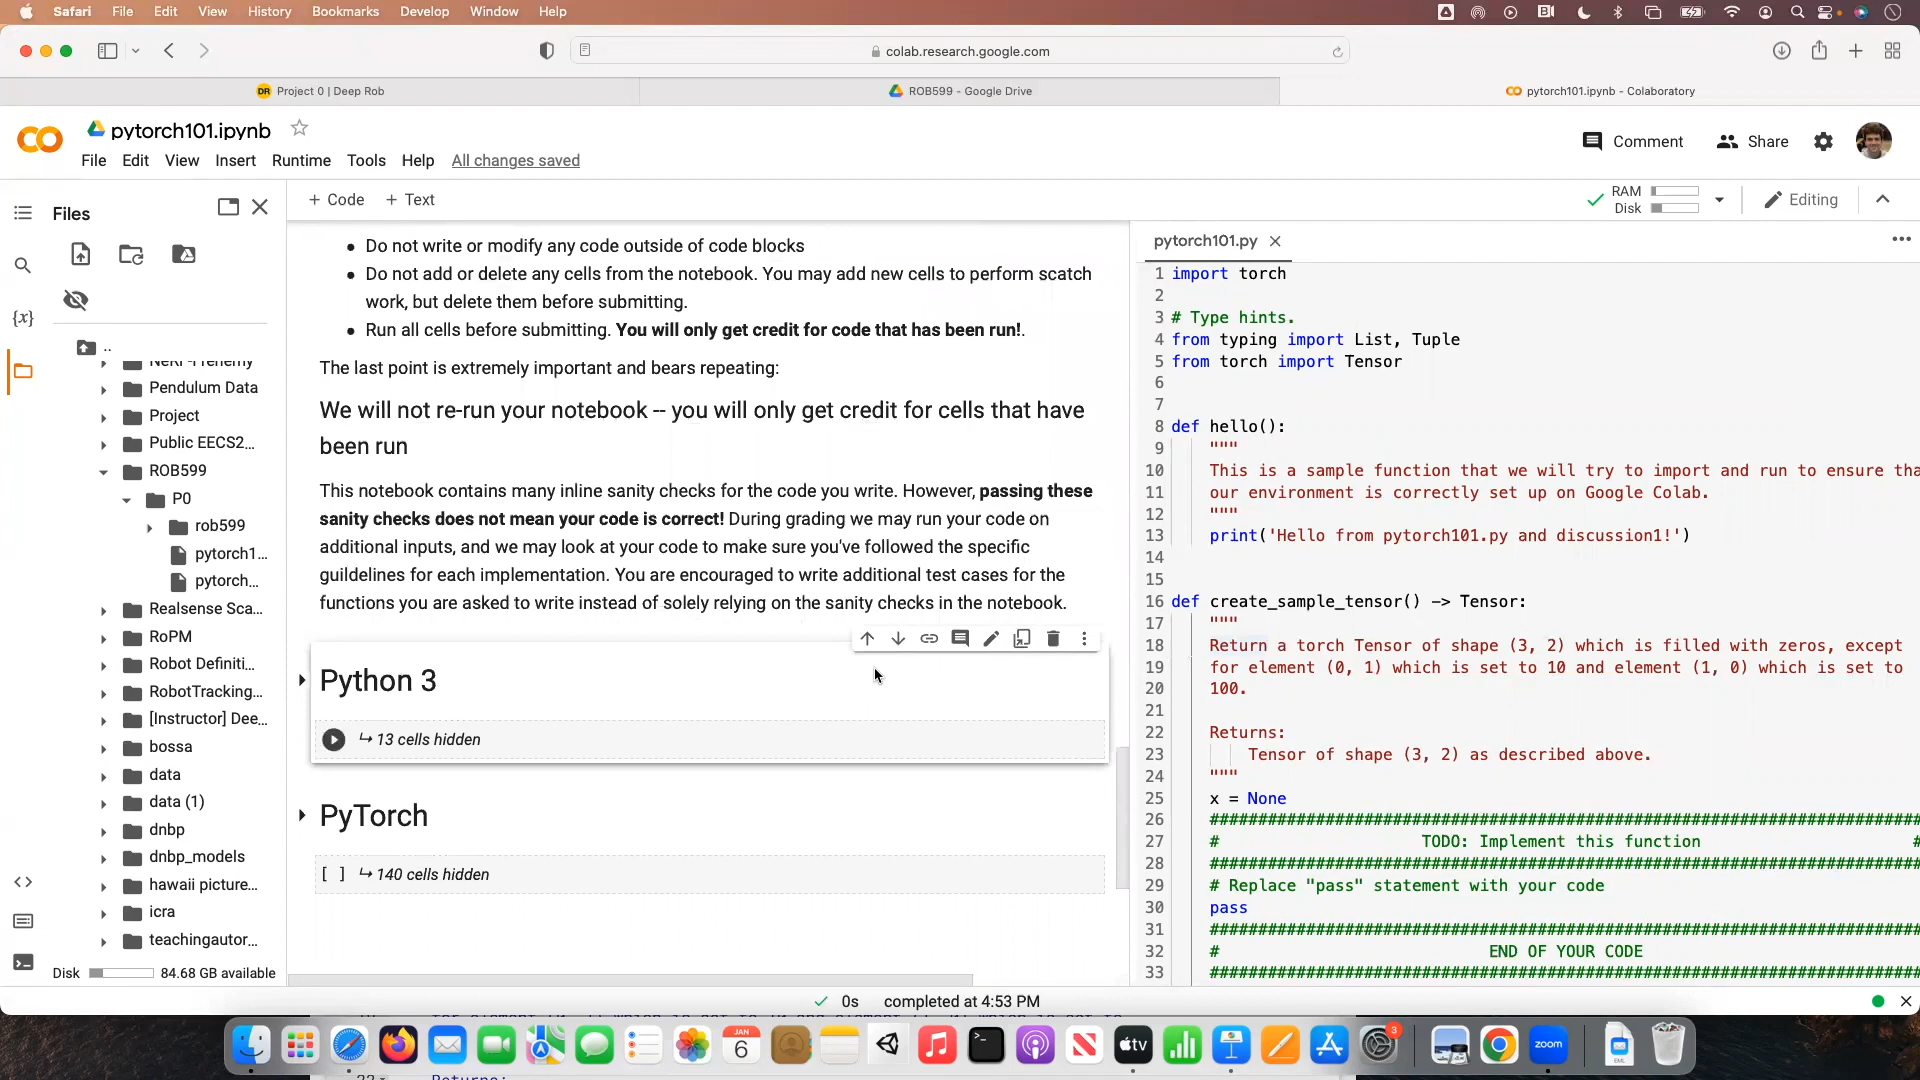 Safari File Edit View History Bookmarks Develop Window Help
colab.research.google.com
DR Project 0 | Deep Rob
ROB599 - Google Drive
pytorch101.ipynb - Colaboratory
pytorch101.ipynb
File Edit View Insert Runtime Tools Help All changes saved
Comment Share
Files
+ Code + Text
RAM
Disk
Editing
..
Pendulum Data
Project
Public EECS2...
ROB599
P0
rob599
pytorch1...
pytorch...
Realsense Sca...
RoPM
Robot Definiti...
RobotTracking...
[Instructor] Dee...
bossa
data
data (1)
dnbp
dnbp_models
hawaii picture...
icra
teachingautor...
Disk 84.68 GB available
• Do not write or modify any code outside of code blocks
• Do not add or delete any cells from the notebook. You may add new cells to perform scatch
work, but delete them before submitting.
• Run all cells before submitting. You will only get credit for code that has been run!.
The last point is extremely important and bears repeating:
We will not re-run your notebook -- you will only get credit for cells that have
been run
This notebook contains many inline sanity checks for the code you write. However, passing these
sanity checks does not mean your code is correct! During grading we may run your code on
additional inputs, and we may look at your code to make sure you've followed the specific
guildelines for each implementation. You are encouraged to write additional test cases for the
functions you are asked to write instead of solely relying on the sanity checks in the notebook.
Python 3
13 cells hidden
PyTorch
[ ] 140 cells hidden
pytorch101.py
1 import torch
2
3 # Type hints.
4 from typing import List, Tuple
5 from torch import Tensor
6
7
8 def hello():
9 """
10 This is a sample function that we will try to import and run to ensure tha
11 our environment is correctly set up on Google Colab.
12 """
13 print('Hello from pytorch101.py and discussion1!')
14
15
16 def create_sample_tensor() -> Tensor:
17 """
18 Return a torch Tensor of shape (3, 2) which is filled with zeros, except
19 for element (0, 1) which is set to 10 and element (1, 0) which is set to
20 100.
21
22 Returns:
23 Tensor of shape (3, 2) as described above.
24 """
25 x = None
26 ##########################################################################
27 # TODO: Implement this function #
28 ##########################################################################
29 # Replace "pass" statement with your code
30 pass
31 ##########################################################################
32 # END OF YOUR CODE
33 ##########################################################################
0s completed at 4:53 PM
JAN
6
tv
3
zoom
Returns: